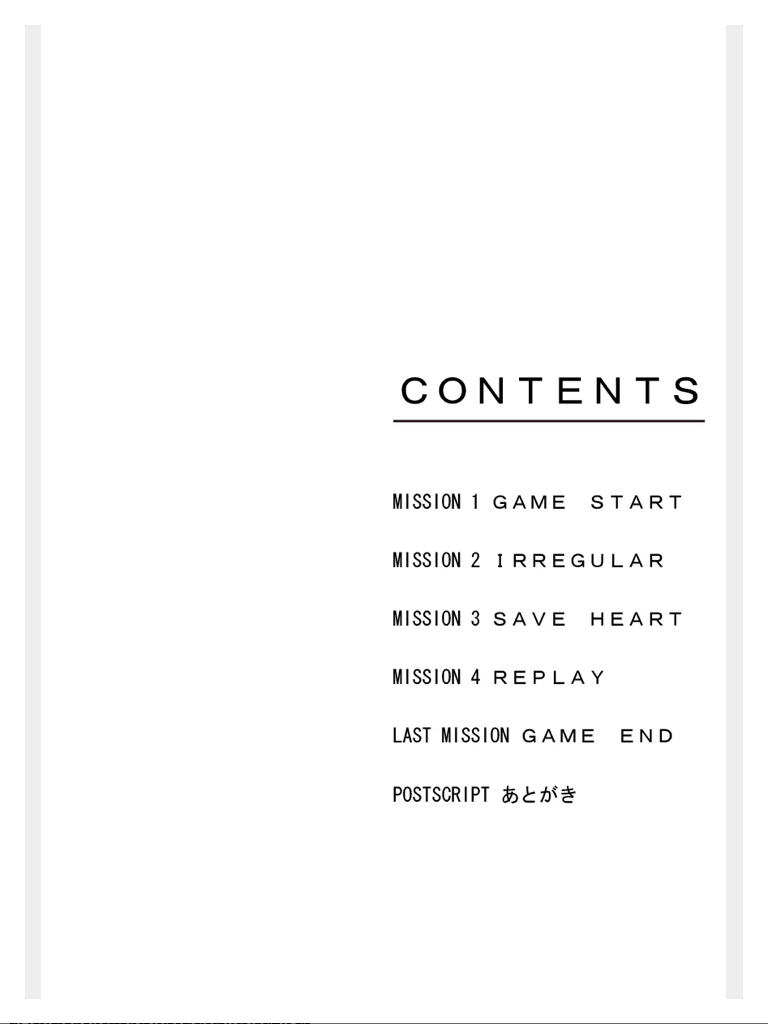 CONTENTS
MISSION 1 GAME START
MISSION 2 IRREGULAR
MISSION 3 SAVE HEART
MISSION 4 REPLAY
LAST MISSION GAME END
POSTSCRIPT あとがき